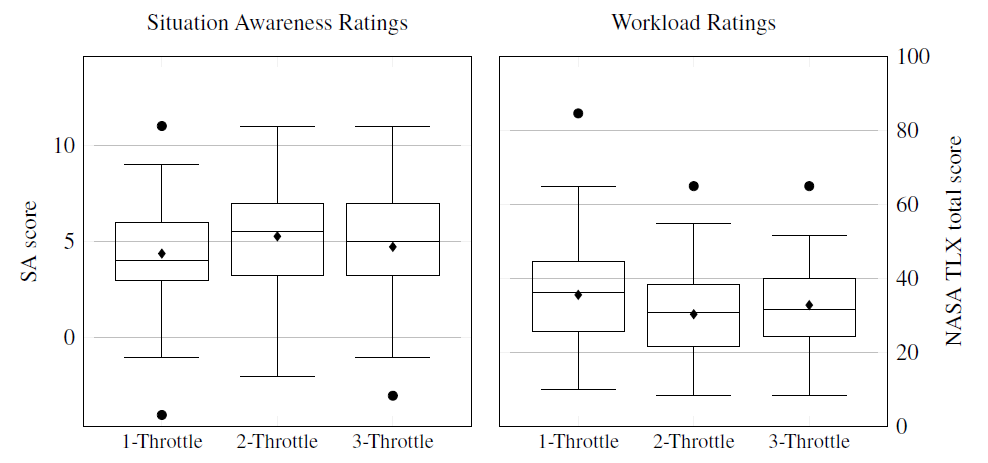 Situation Awareness Ratings
SA score
10
5
0
1-Throttle 2-Throttle 3-Throttle
Workload Ratings
100
80
60
40
20
0
NASA TLX total score
1-Throttle 2-Throttle 3-Throttle